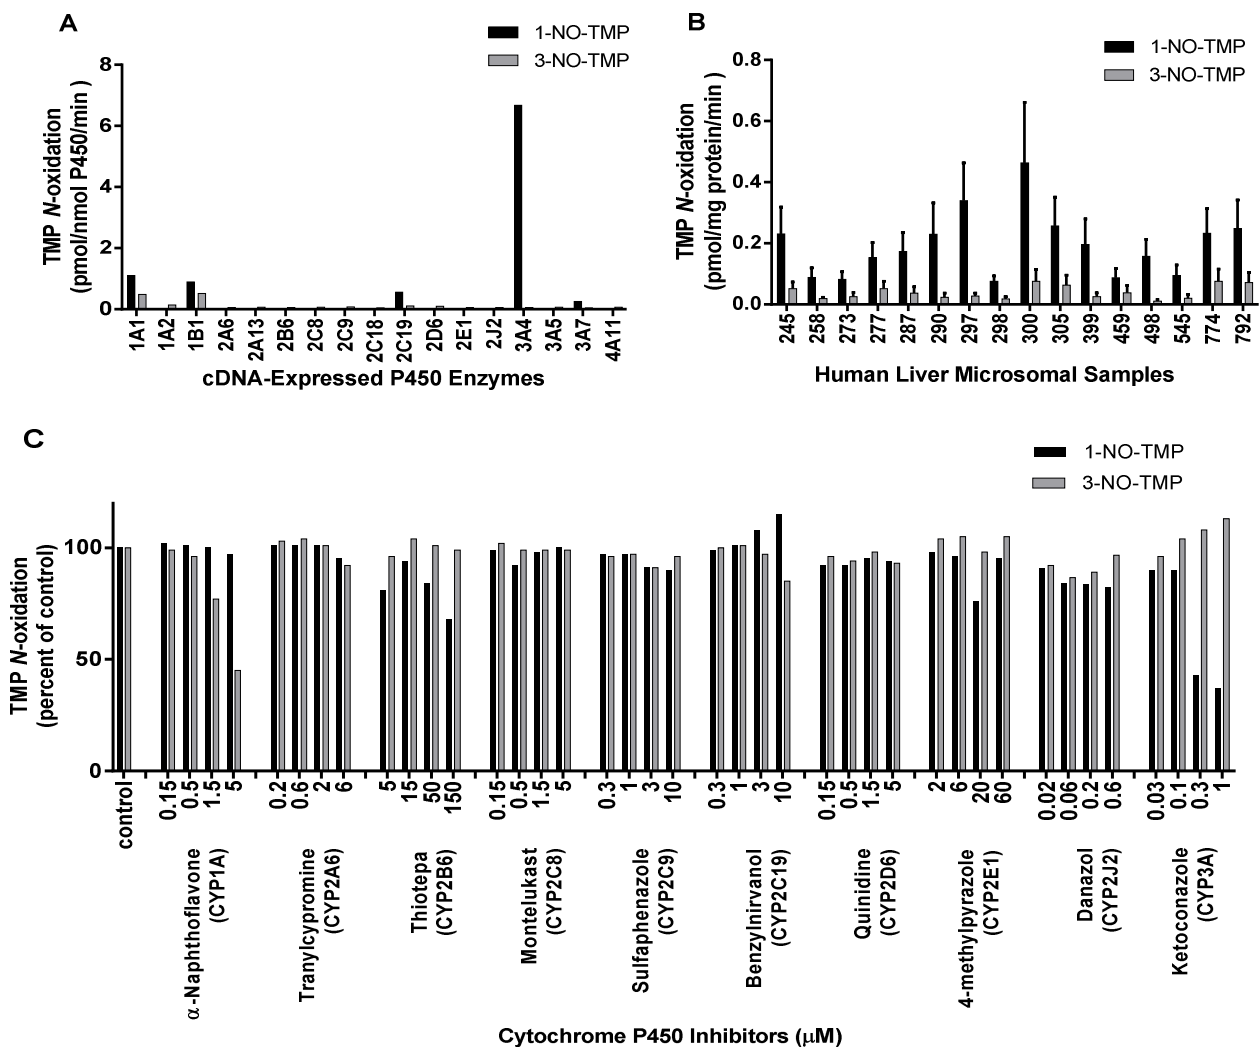 A
1-NO-TMP
3-NO-TMP
TMP N-oxidation
(pmol/nmol P450/min )
8
6
4
2
0
1A1
1A2
1B1
2A6
2A13
2B6
2C8
2C9
2C18
2C19
2D6
2E1
2J2
3A4
3A5
3A7
4A11
cDNA-Expressed P450 Enzymes
B
1-NO-TMP
3-NO-TMP
TMP N-oxidation
(pmol/mg protein/min )
0.8
0.6
0.4
0.2
0.0
245
258
273
277
287
290
297
298
300
305
399
459
498
545
774
792
Human Liver Microsomal Samples
C
1-NO-TMP
3-NO-TMP
TMP N-oxidation
(percent of control)
100
50
0
control
0.15
0.5
1.5
5
0.2
0.6
2
6
5
15
50
150
0.15
0.5
1.5
5
0.3
1
3
10
0.3
1
3
10
0.15
0.5
1.5
5
2
6
20
60
0.02
0.06
0.2
0.6
0.03
0.1
0.3
1
α-Naphthoflavone
(CYP1A)
Tranylcypromine
(CYP2A6)
Thiotepa
(CYP2B6)
Montelukast
(CYP2C8)
Sulfaphenazole
(CYP2C9)
Benzylnirvanol
(CYP2C19)
Quinidine
(CYP2D6)
4-methylpyrazole
(CYP2E1)
Danazol
(CYP2JJ2)
Ketoconazole
(CYP3A)
Cytochrome P450 Inhibitors (μM)